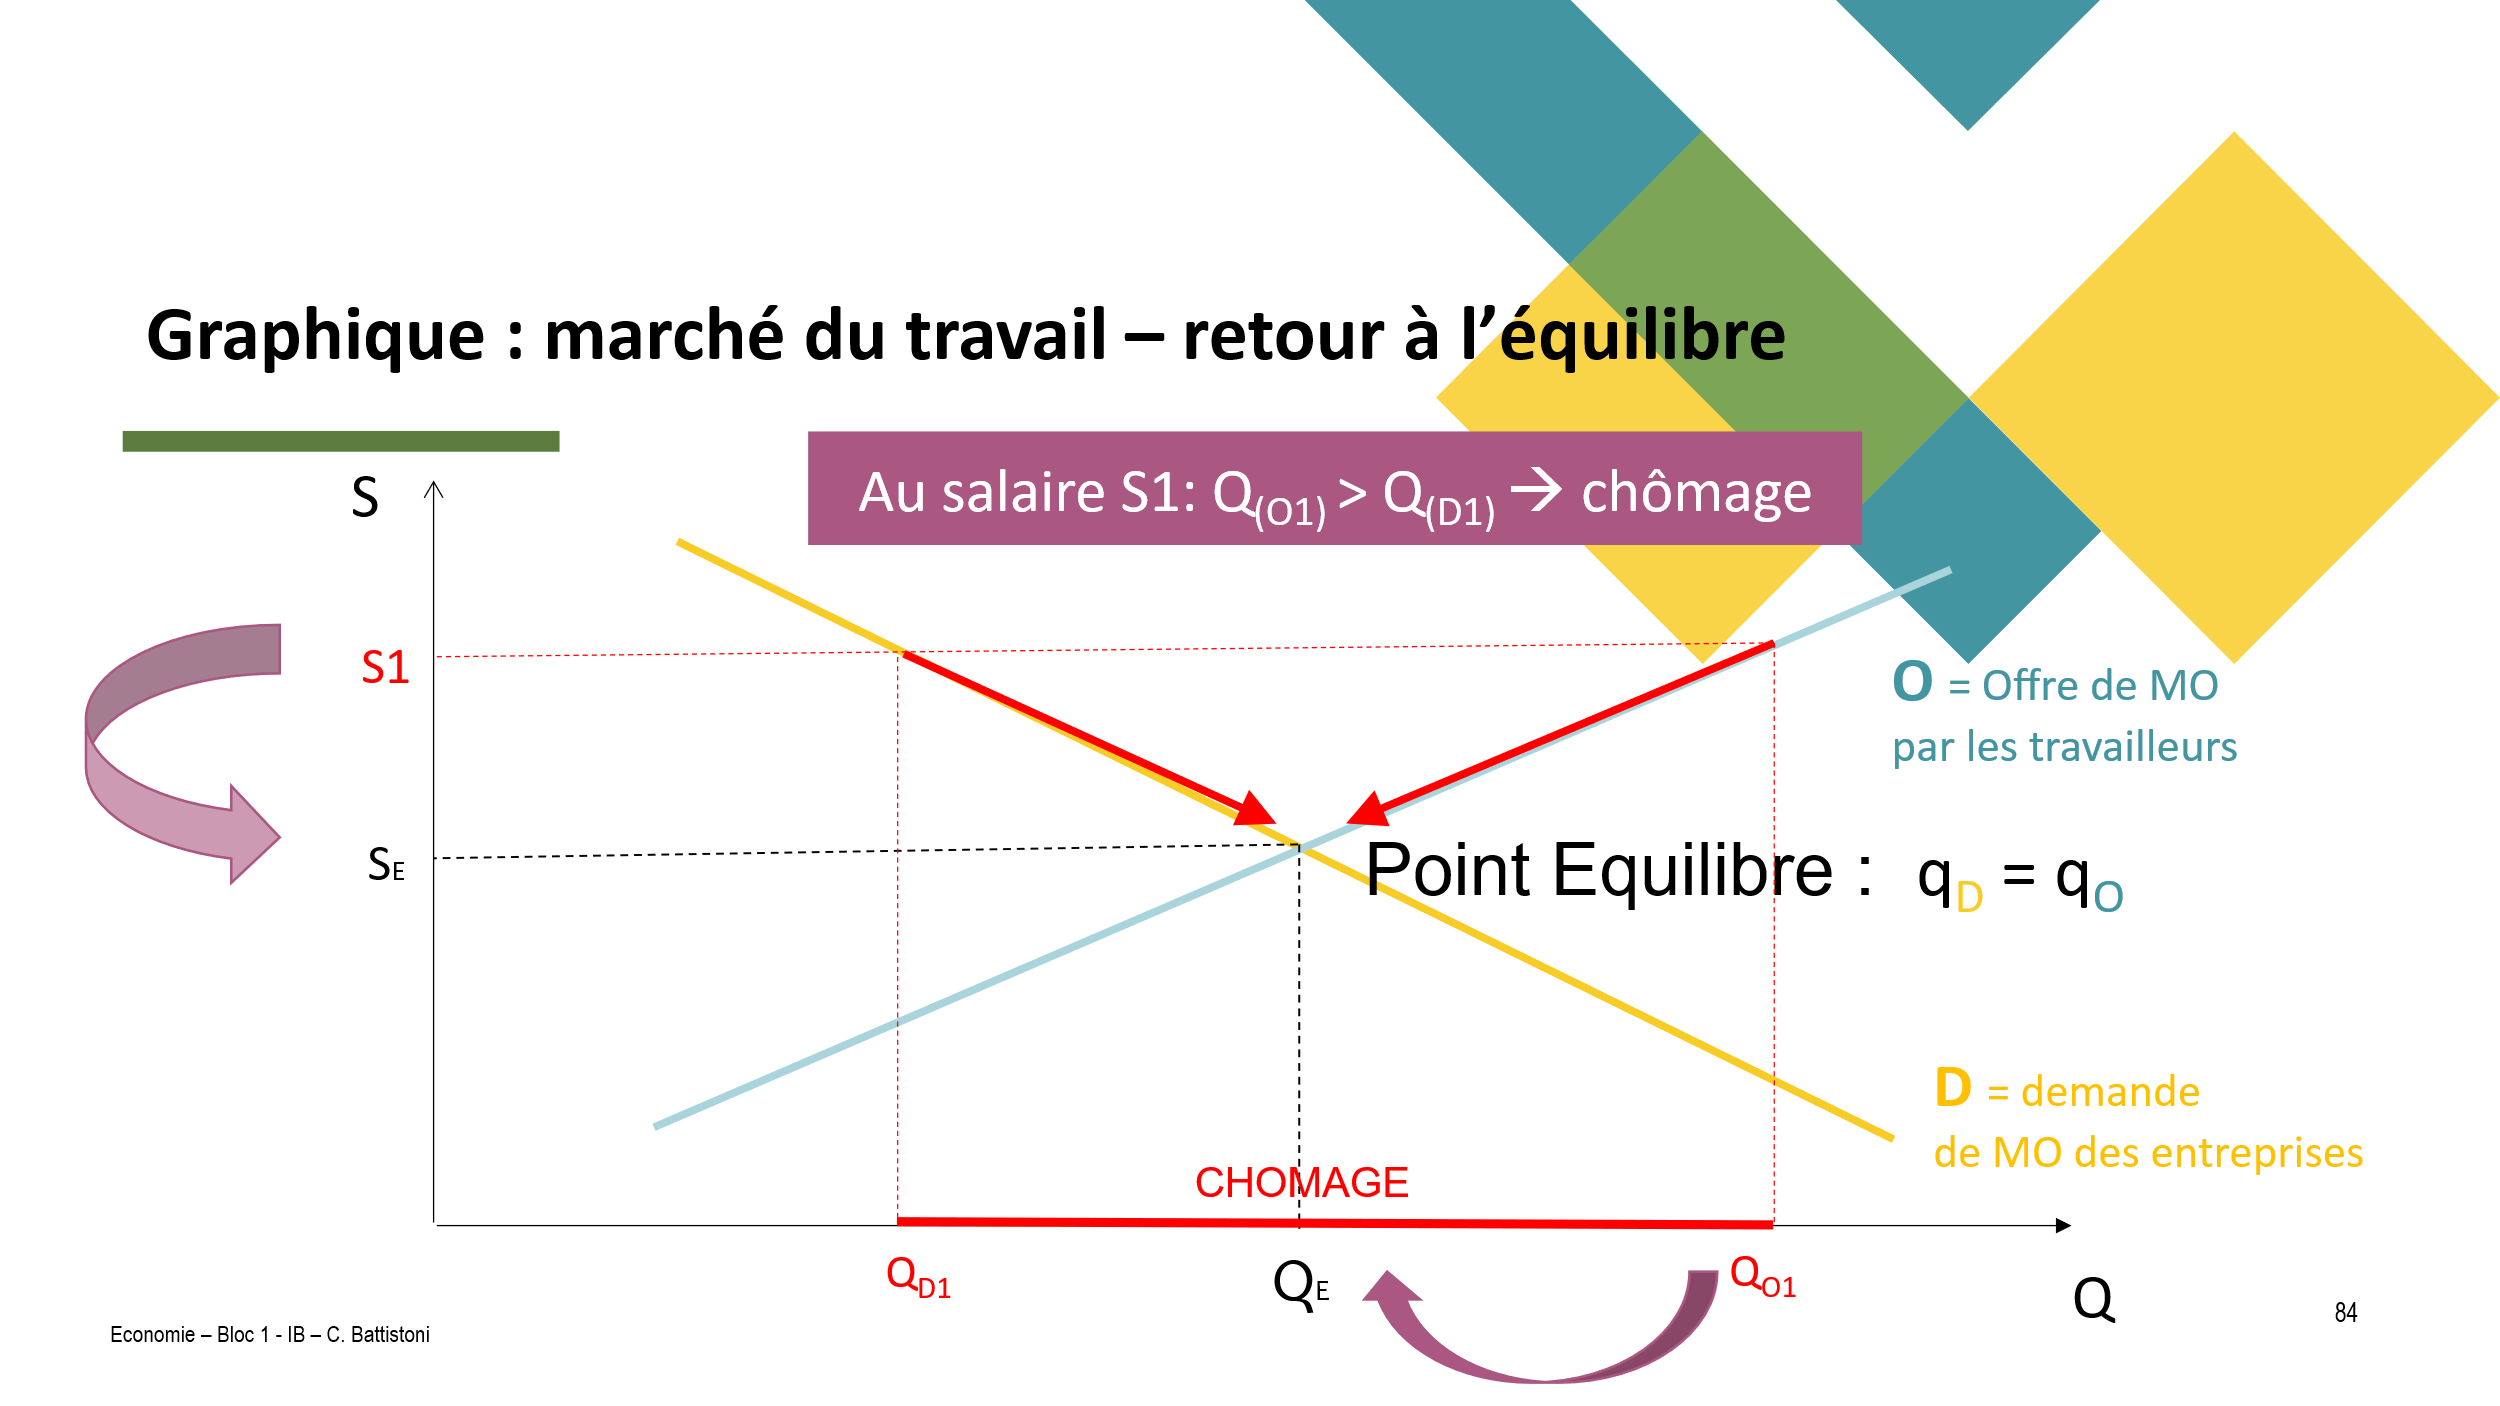 Graphique : marché du travail – retour à l’équilibre
Au salaire S1: Q(O1) > Q(D1) → chômage
S
S1
O = Offre de MO
par les travailleurs
SE
Point Equilibre : qD = qO
D = demande
de MO des entreprises
CHOMAGE
QD1
QE
QO1
Q
84
Economie – Bloc 1 - IB – C. Battistoni